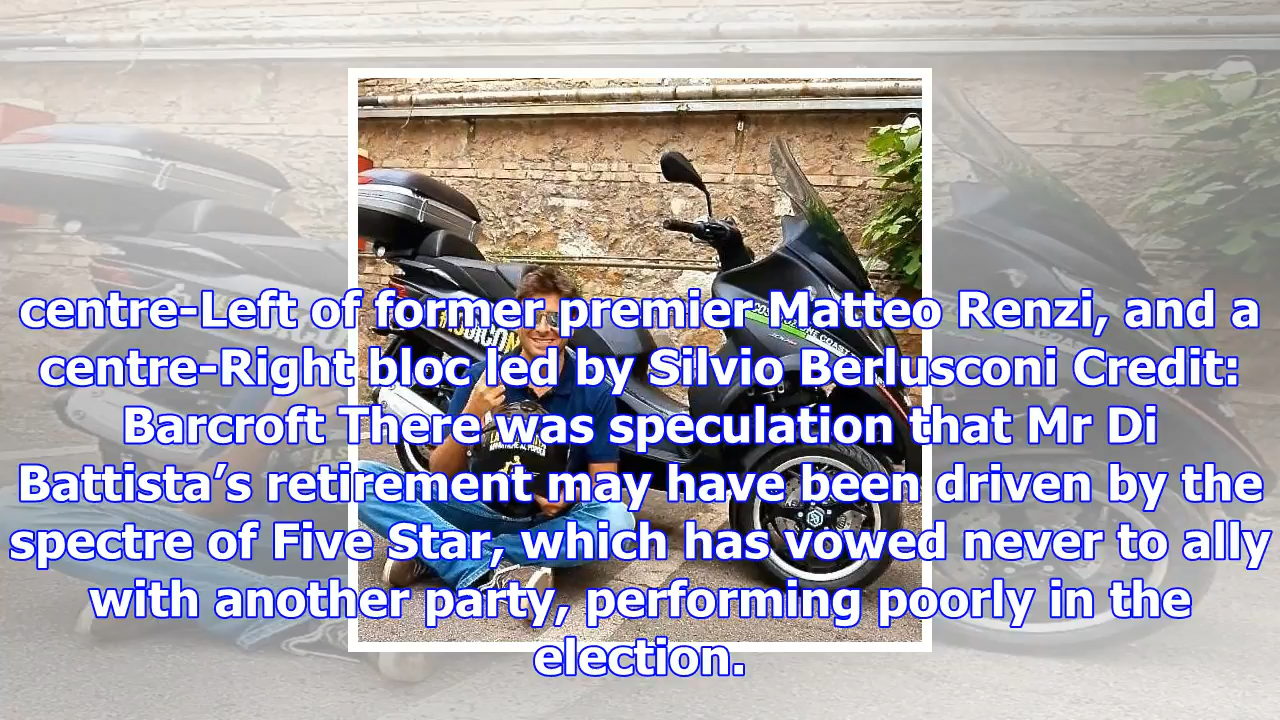 centre-Left of former premier Matteo Renzi, and a
centre-Right bloc led by Silvio Berlusconi Credit:
Barcroft There was speculation that Mr Di
Battista’s retirement may have been driven by the
spectre of Five Star, which has vowed never to ally
with another party, performing poorly in the
election.